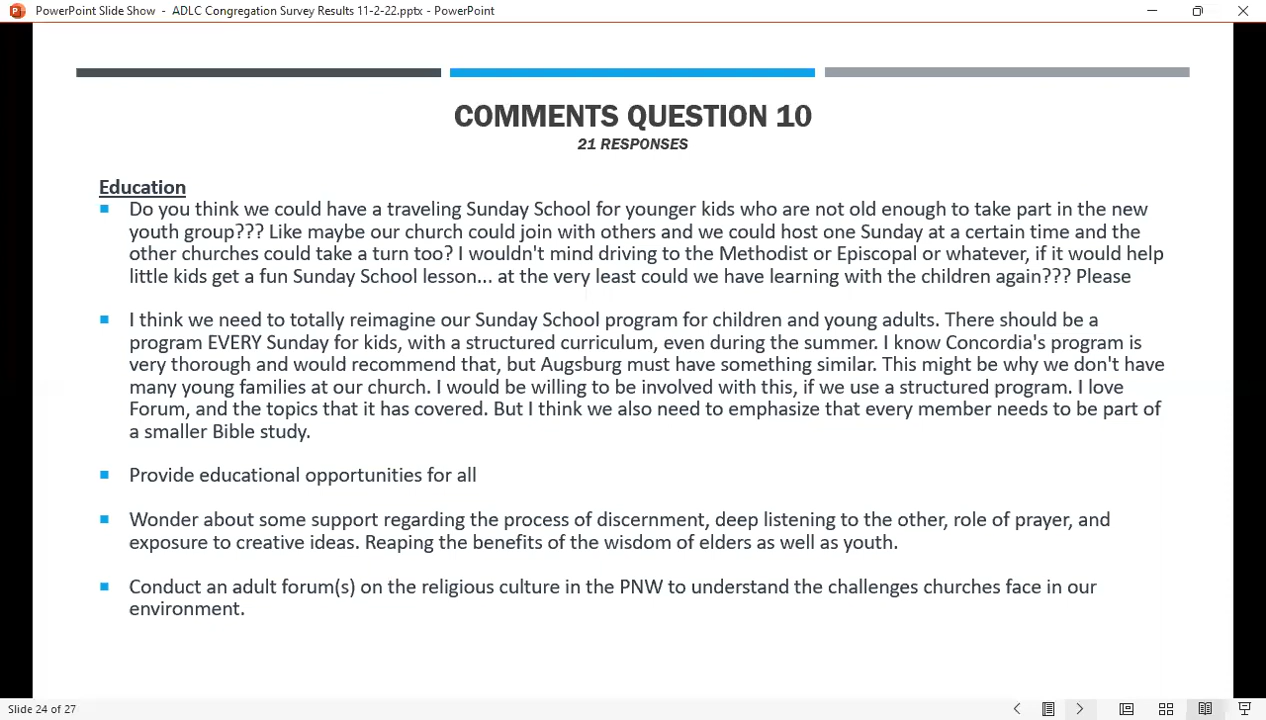 PowerPoint Slide Show - ADLC Congregation Survey Results 11-2-22.pptx - PowerPoint
COMMENTS QUESTION 10
21 RESPONSES
Education
Do you think we could have a traveling Sunday School for younger kids who are not old enough to take part in the new
youth group??? Like maybe our church could join with others and we could host one Sunday at a certain time and the
other churches could take a turn too? I wouldn't mind driving to the Methodist or Episcopal or whatever, if it would help
little kids get a fun Sunday School lesson... at the very least could we have learning with the children again??? Please
I think we need to totally reimagine our Sunday School program for children and young adults. There should be a
program EVERY Sunday for kids, with a structured curriculum, even during the summer. I know Concordia's program is
very thorough and would recommend that, but Augsburg must have something similar. This might be why we don't have
many young families at our church. I would be willing to be involved with this, if we use a structured program. I love
Forum, and the topics that it has covered. But I think we also need to emphasize that every member needs to be part of
a smaller Bible study.
Provide educational opportunities for all
Wonder about some support regarding the process of discernment, deep listening to the other, role of prayer, and
exposure to creative ideas. Reaping the benefits of the wisdom of elders as well as youth.
Conduct an adult forum(s) on the religious culture in the PNW to understand the challenges churches face in our
environment.
Slide 24 of 27